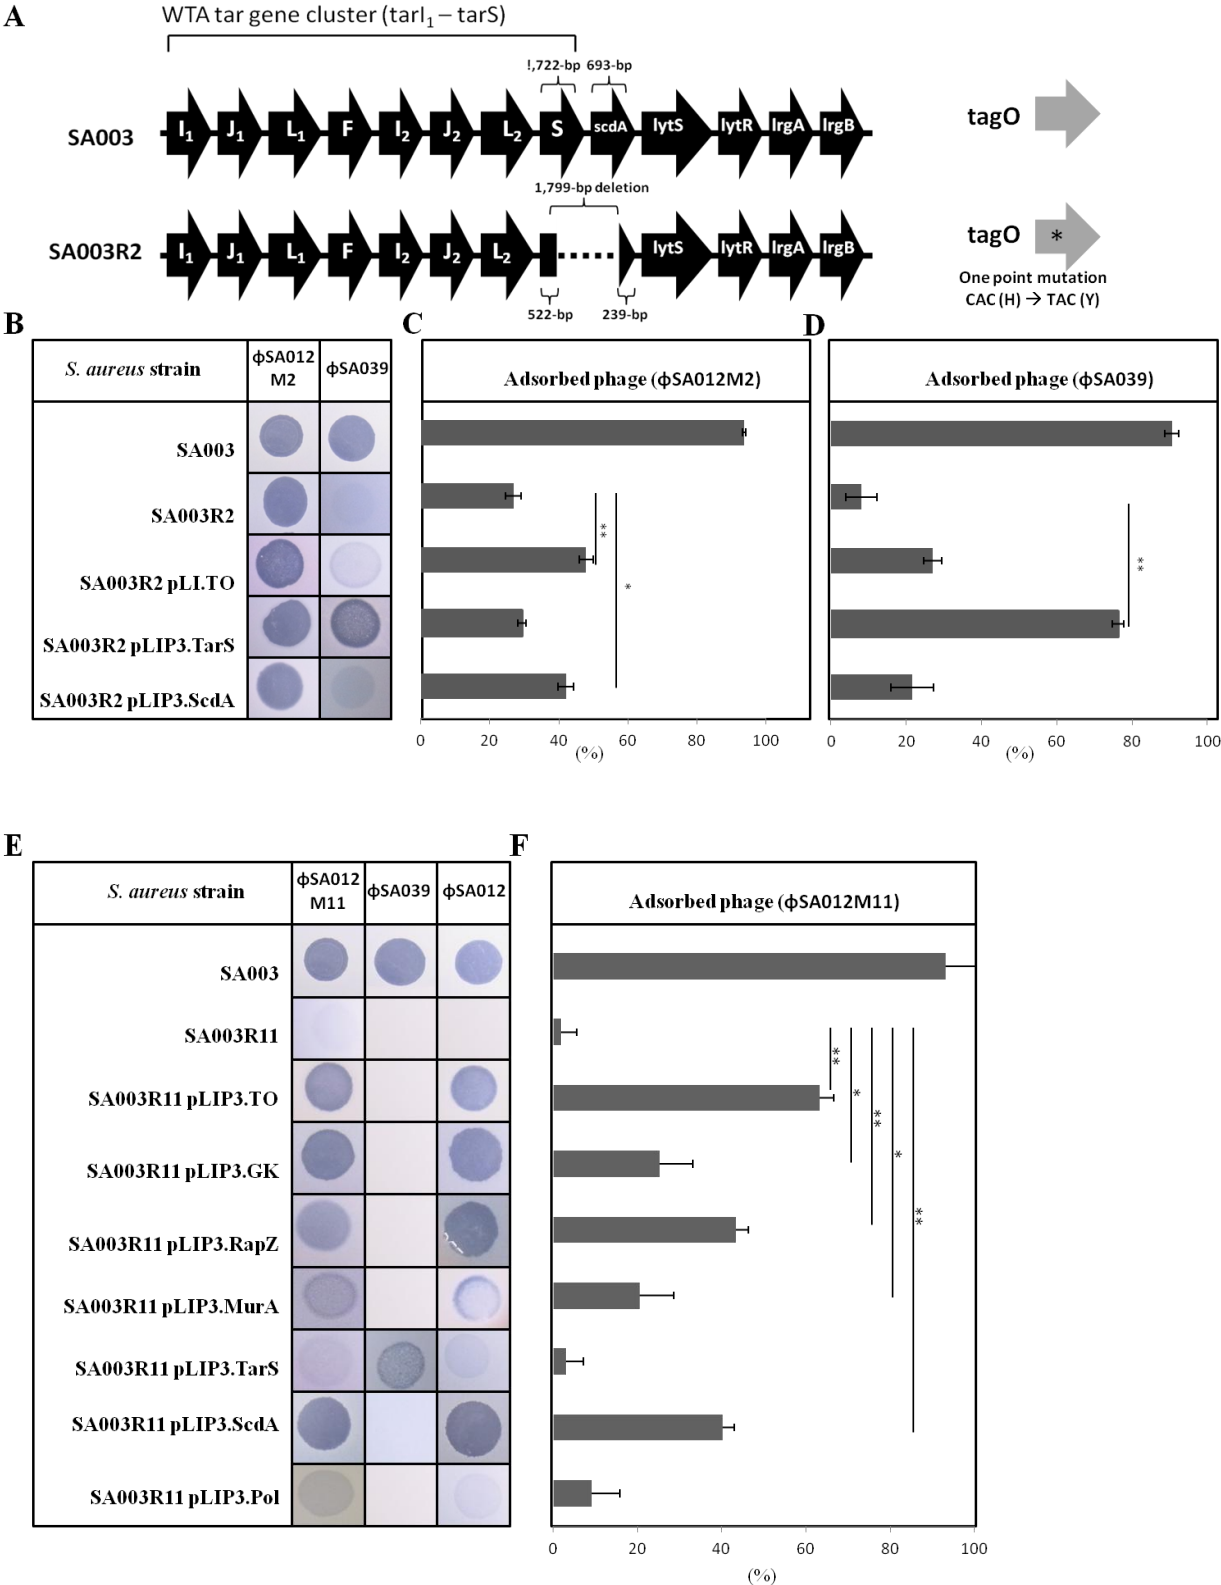 A
WTA tar gene cluster (tarI1 – tarS)
!,722-bp 693-bp
SA003 I1 J1 L1 F I2 J2 L2 S scdA lytS lytR lrgA lrgB tagO
1,799-bp deletion
SA003R2 I1 J1 L1 F I2 J2 L2 lytS lytR lrgA lrgB tagO *
One point mutation
CAC (H) → TAC (Y)
522-bp 239-bp
B
S. aureus strain
ϕSA012 M2
ϕSA039
SA003
SA003R2
SA003R2 pLI.TO
SA003R2 pLIP3.TarS
SA003R2 pLIP3.ScdA
C
Adsorbed phage (ϕSA012M2)
**
*
0 20 40 60 80 100
(%)
D
Adsorbed phage (ϕSA039)
**
0 20 40 60 80 100
(%)
E
S. aureus strain
ϕSA012 M11
ϕSA039
ϕSA012
SA003
SA003R11
SA003R11 pLIP3.TO
SA003R11 pLIP3.GK
SA003R11 pLIP3.RapZ
SA003R11 pLIP3.MurA
SA003R11 pLIP3.TarS
SA003R11 pLIP3.ScdA
SA003R11 pLIP3.Pol
F
Adsorbed phage (ϕSA012M11)
**
*
**
*
**
0 20 40 60 80 100
(%)